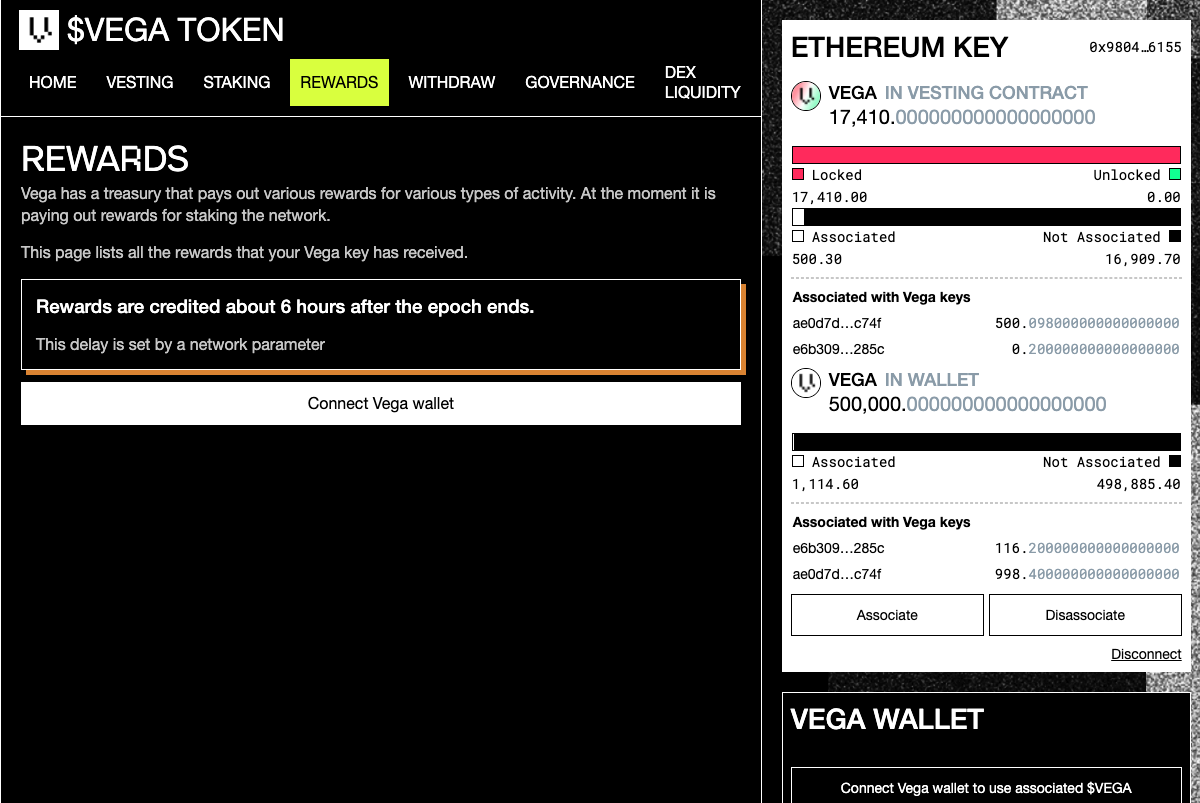 $VEGA TOKEN
HOME VESTING STAKING REWARDS WITHDRAW GOVERNANCE DEX
LIQUIDITY
REWARDS
Vega has a treasury that pays out various rewards for various types of activity. At the moment it is
paying out rewards for staking the network.
This page lists all the rewards that your Vega key has received.
Rewards are credited about 6 hours after the epoch ends.
This delay is set by a network parameter
Connect Vega wallet
ETHEREUM KEY 0x9804…6155
VEGA IN VESTING CONTRACT
17,410.000000000000000000
Locked Unlocked
17,410.00 0.00
Associated Not Associated
500.30 16,909.70
Associated with Vega keys
ae0d7d…c74f 500.098000000000000000
e6b309…285c 0.200000000000000000
VEGA IN WALLET
500,000.000000000000000000
Associated Not Associated
1,114.60 498,885.40
Associated with Vega keys
e6b309…285c 116.200000000000000000
ae0d7d…c74f 998.400000000000000000
Associate Disassociate
Disconnect
VEGA WALLET
Connect Vega wallet to use associated $VEGA